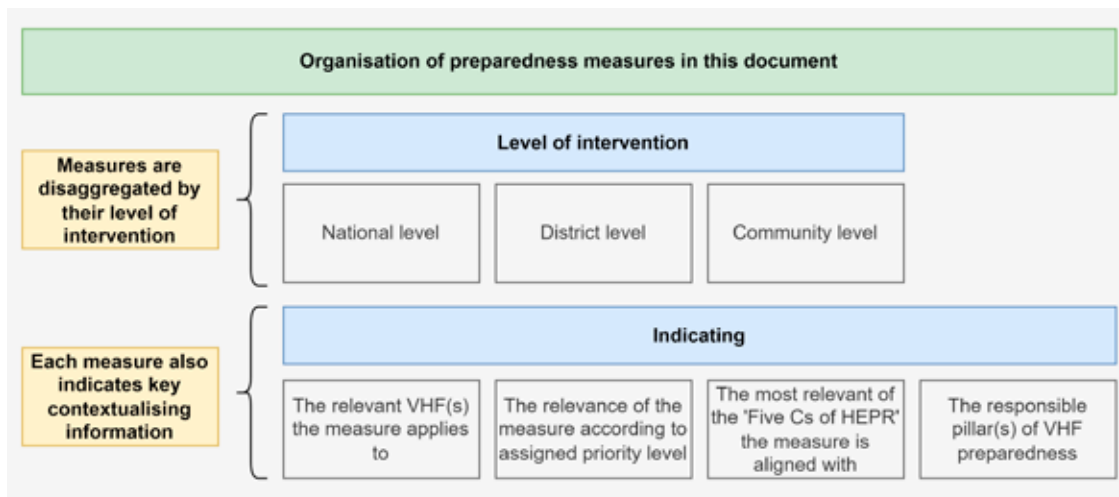 Organisation of preparedness measures in this document
Measures are
disaggregated by
their level of
intervention
Level of intervention
National level
District level
Community level
Each measure also
indicates key
contextualising
information
Indicating
The relevant VHF(s)
the measure applies
to
The relevance of the
measure according to
assigned priority level
The most relevant
of the 'Five Cs of HEPR'
the measure is
aligned with
The responsible
pillar(s) of VHF
preparedness